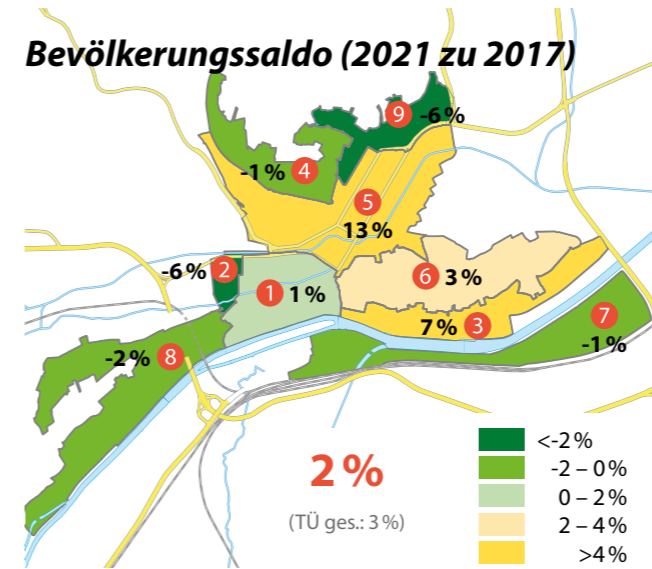 Bevölkerungssaldo (2021 zu 2017)
9 -6 %
-1 % 4
5
13 %
-6 % 2
6 3 %
1 1 %
7 % 3
7
-1 %
-2 % 8
2 %
(TÜ ges.: 3 %)
<-2 %
-2 – 0 %
0 – 2 %
2 – 4 %
>4 %